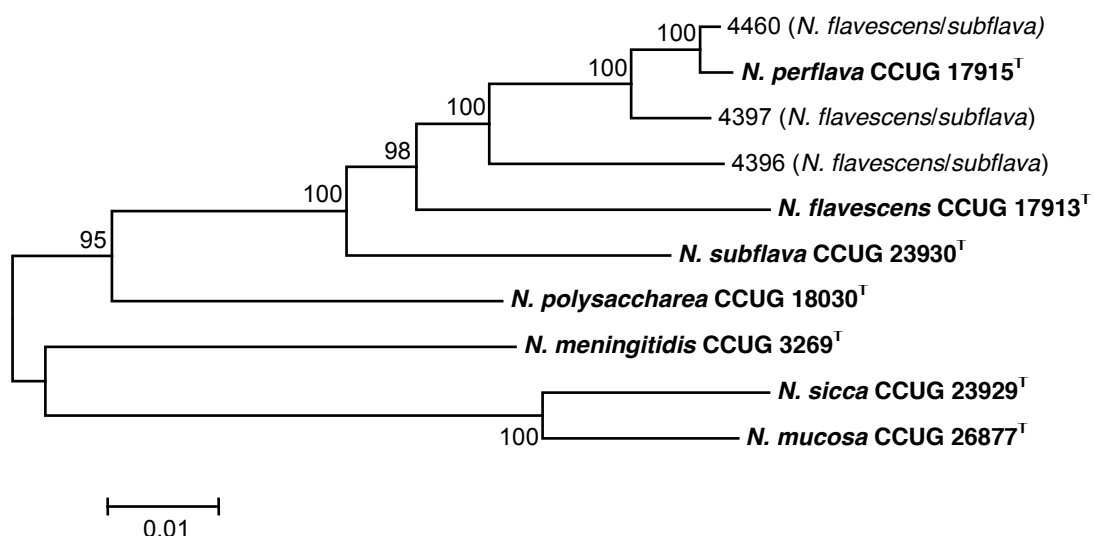 100 4460 (N. flavescens/subflava)
100 N. perflava CCUG 17915ᵀ
100 4397 (N. flavescens/subflava)
98 4396 (N. flavescens/subflava)
100 N. flavescens CCUG 17913ᵀ
95 N. subflava CCUG 23930ᵀ
N. polysaccharea CCUG 18030ᵀ
N. meningitidis CCUG 3269ᵀ
N. sicca CCUG 23929ᵀ
100 N. mucosa CCUG 26877ᵀ
0.01